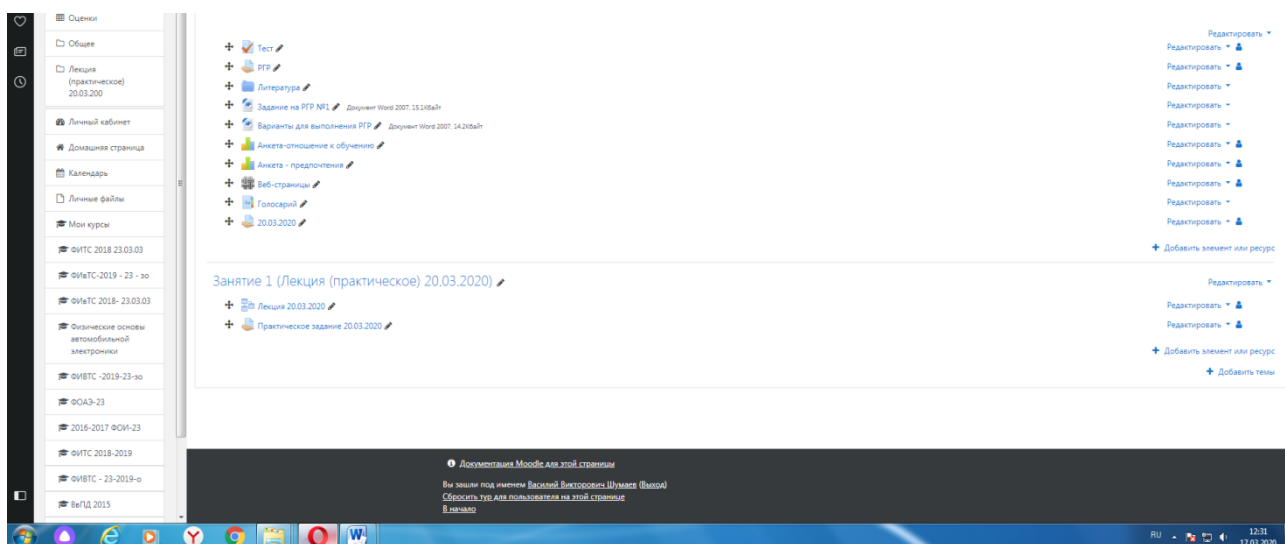 Оценки
Общее
Лекция
(практическое)
20.03.200
Личный кабинет
Домашняя страница
Календарь
Личные файлы
Мои курсы
ФИТС 2018 23.03.03
ФИвТС-2019 - 23 - зо
ФИвТС 2018- 23.03.03
Физические основы
автомобильной
электроники
ФИВТС -2019-23-зо
ФОАЭ-23
2016-2017 ФОИ-23
ФИТС 2018-2019
ФИВТС - 23-2019-о
ВвПД 2015
Редактировать
Тест Редактировать
РГР Редактировать
Литература Редактировать
Задание на РГР №1 Документ Word 2007, 15.1Кбайт Редактировать
Варианты для выполнения РГР Документ Word 2007, 14.2Кбайт Редактировать
Анкета-отношение к обучению Редактировать
Анкета - предпочтения Редактировать
Веб-страницы Редактировать
Голосарий Редактировать
20.03.2020 Редактировать
Добавить элемент или ресурс
Занятие 1 (Лекция (практическое) 20.03.2020) Редактировать
Лекция 20.03.2020 Редактировать
Практическое задание 20.03.2020 Редактировать
Добавить элемент или ресурс
Добавить темы
Документация Moodle для этой страницы
Вы зашли под именем Василий Викторович Шумаев (Выход)
Сбросить тур для пользователя на этой странице
В начало
RU 12:31
17.03.2020